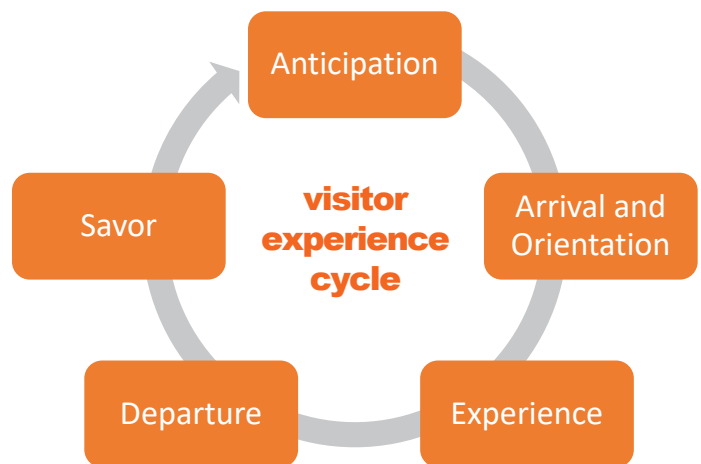 Anticipation
visitor
experience
cycle
Arrival and
Orientation
Experience
Departure
Savor